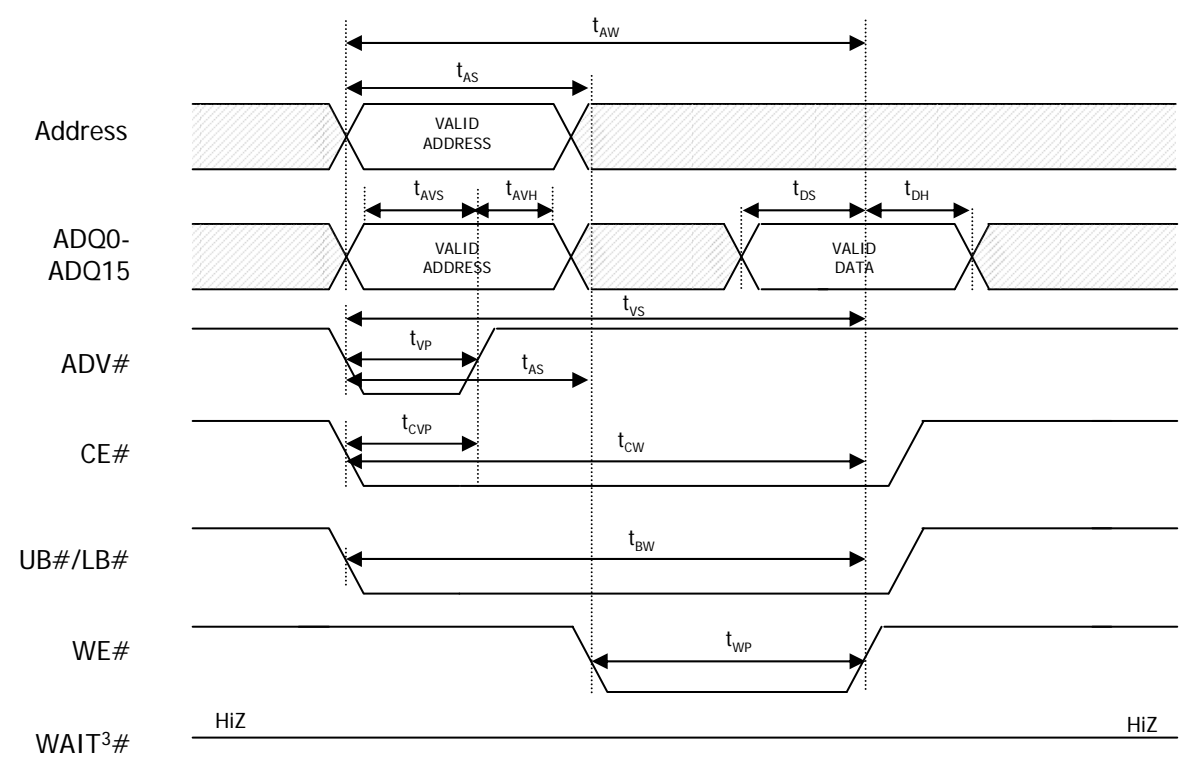 tAW
tAS
Address
VALID
ADDRESS
tAVS
tAVH
tDS
tDH
ADQ0-
ADQ15
VALID
ADDRESS
VALID
DATA
tVS
ADV#
tVP
tAS
CE#
tCVP
tCW
UB#/LB#
tBW
WE#
tWP
WAIT3#
HiZ
HiZ